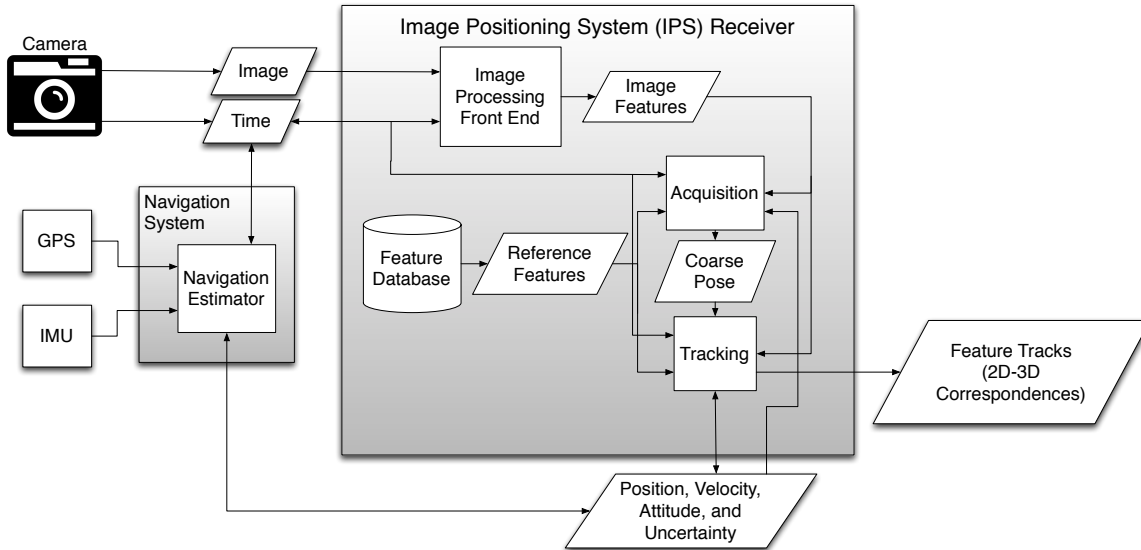 Image Positioning System (IPS) Receiver
Camera
Image
Time
Image
Processing
Front End
Image
Features
Acquisition
Navigation
System
GPS
Navigation
Estimator
IMU
Feature
Database
Reference
Features
Coarse
Pose
Tracking
Feature Tracks
(2D-3D
Correspondences)
Position, Velocity,
Attitude, and
Uncertainty